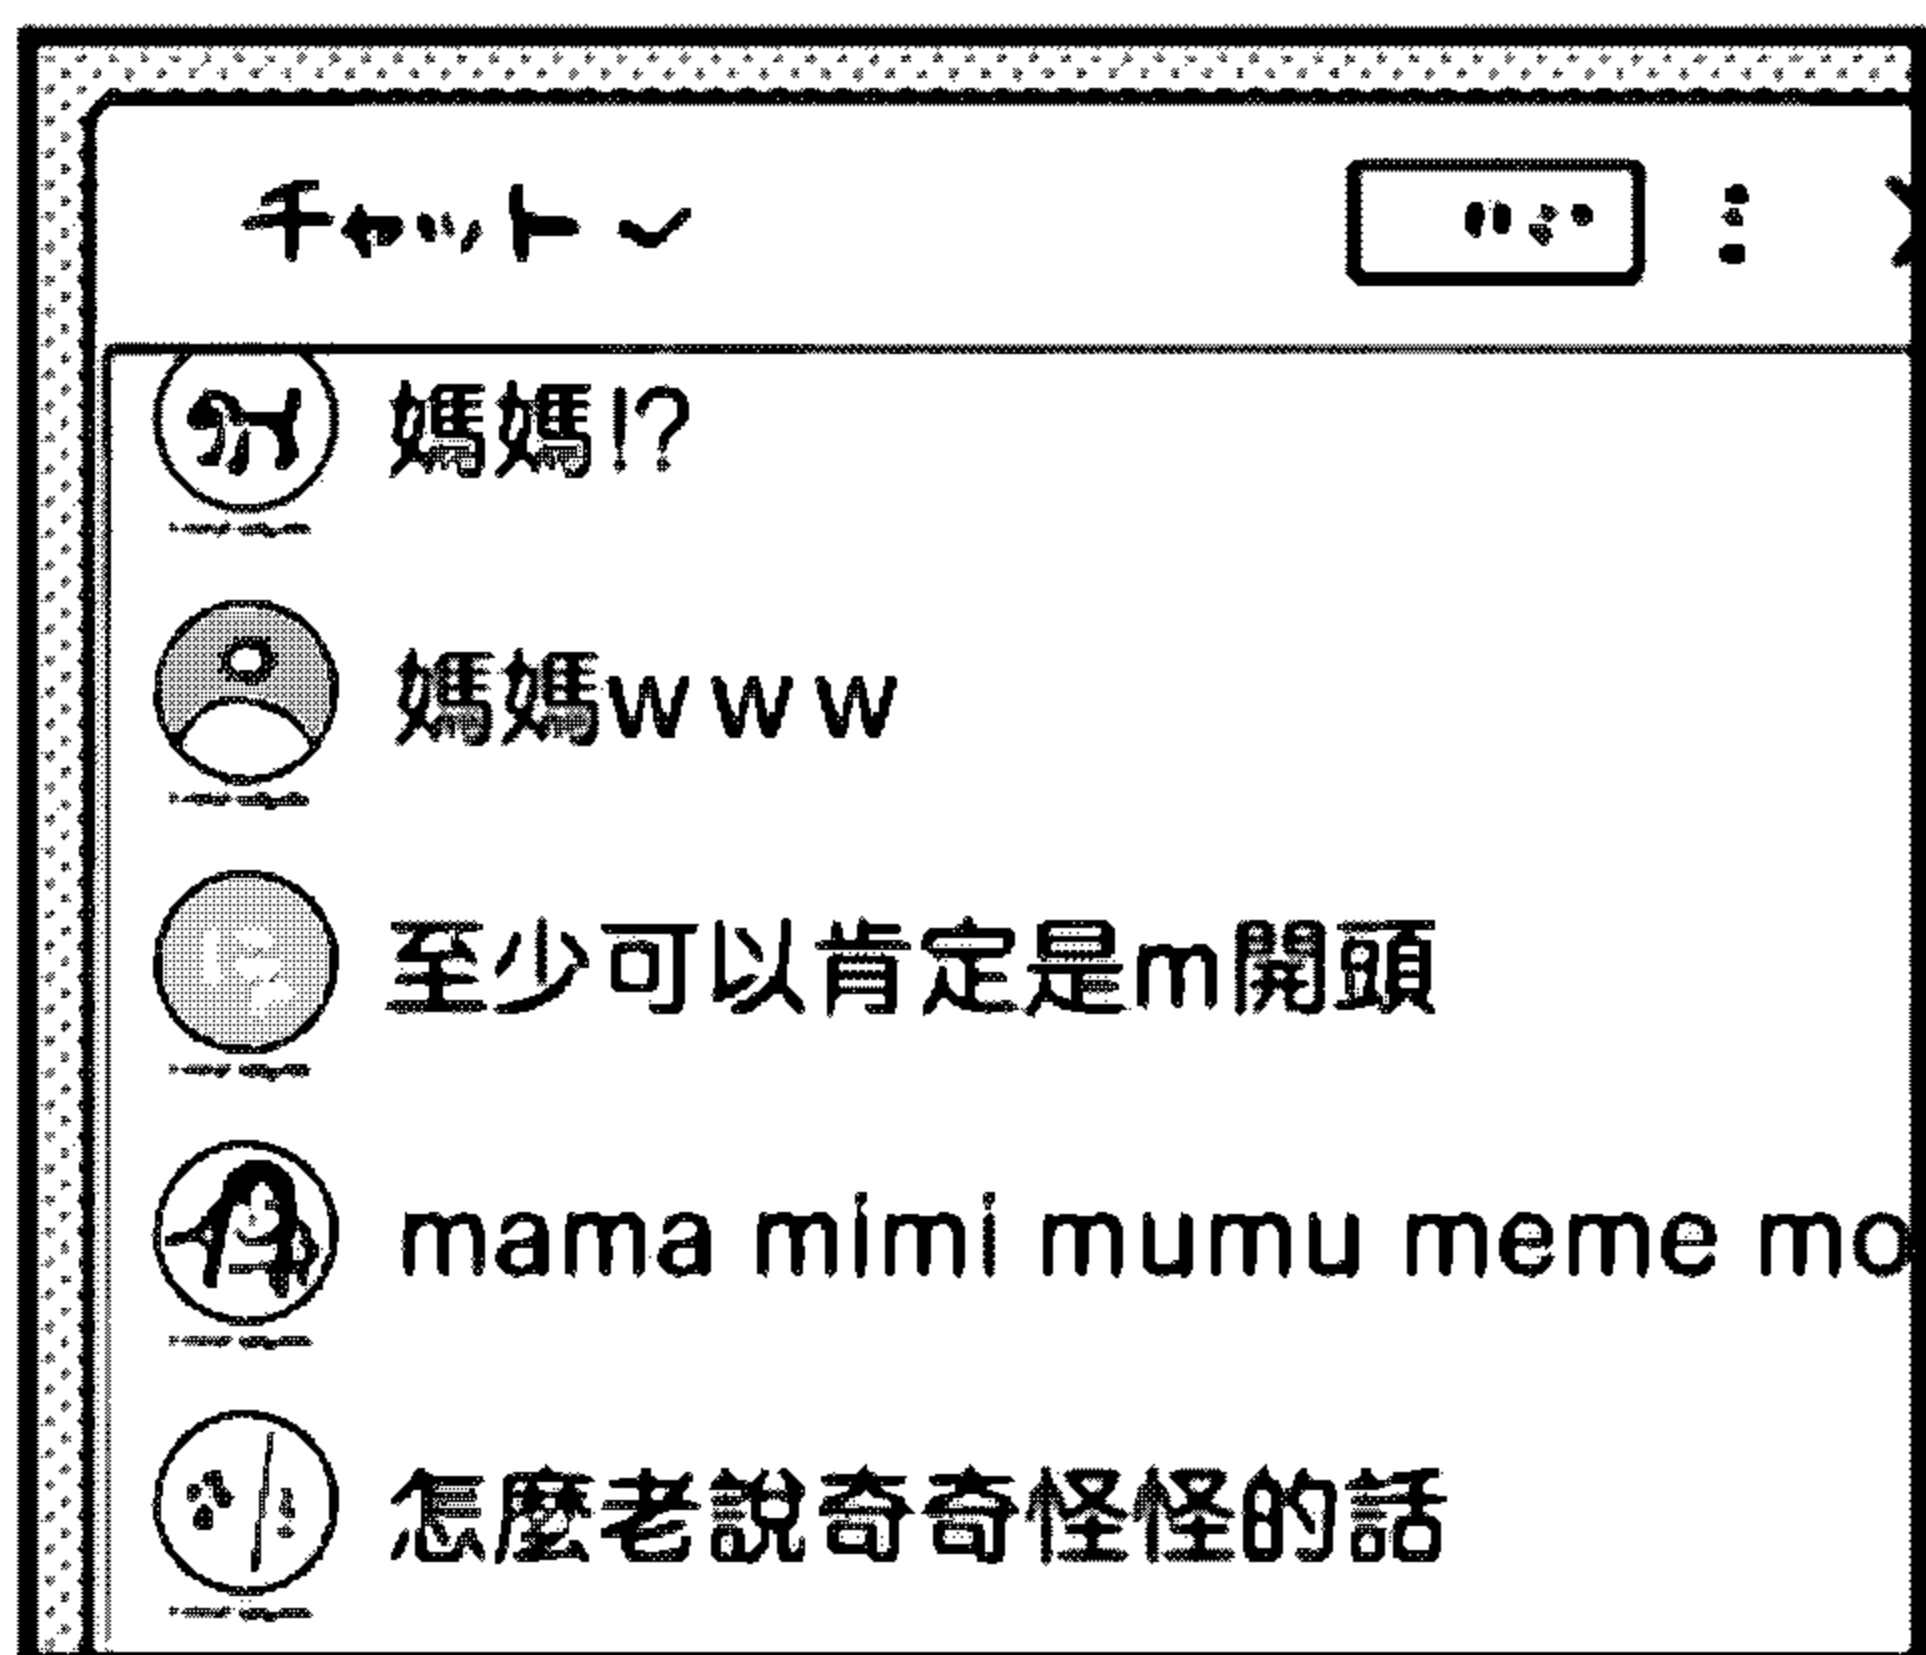 チャット
媽媽!?
媽媽www
至少可以肯定是m開頭
mama mimi mumu meme mo
怎麼老說奇奇怪怪的話